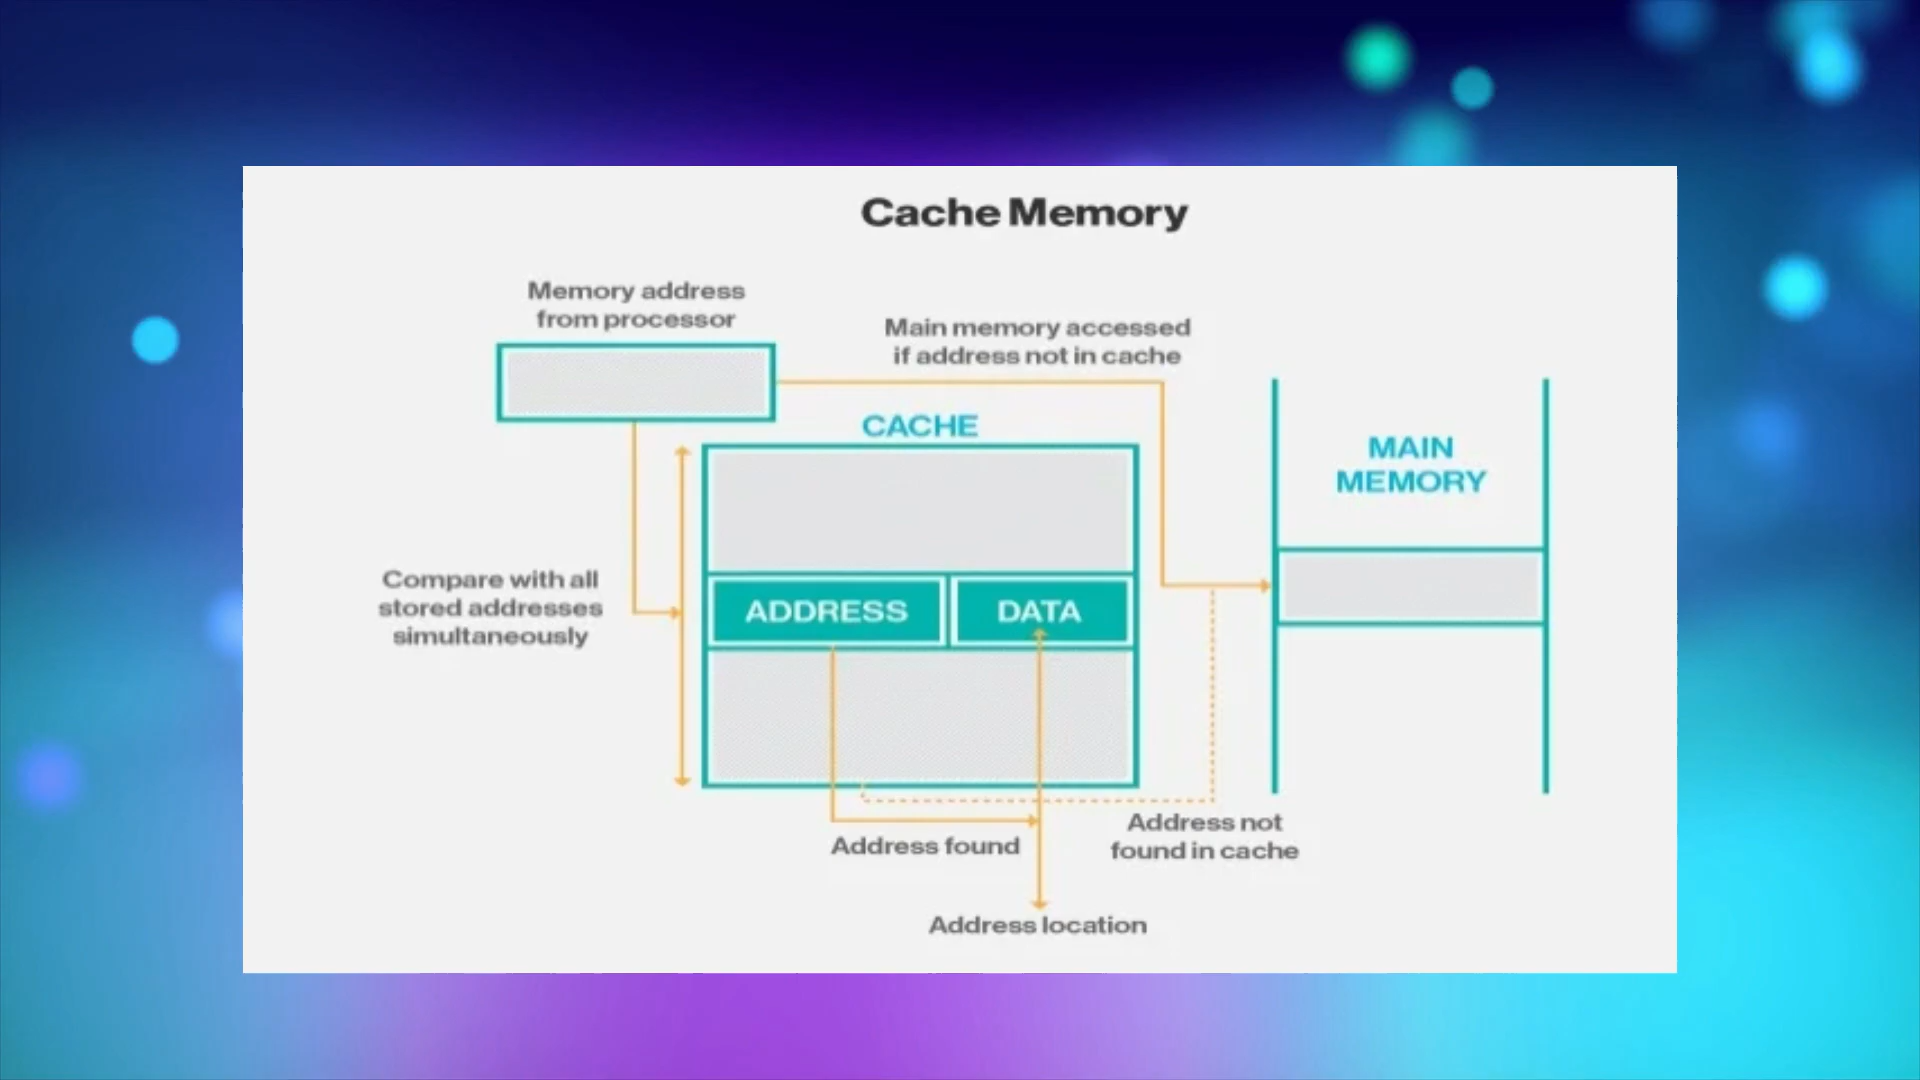 Cache Memory
Memory address
from processor
Main memory accessed
if address not in cache
CACHE
MAIN
MEMORY
Compare with all
stored addresses
simultaneously
ADDRESS
DATA
Address found
Address not
found in cache
Address location